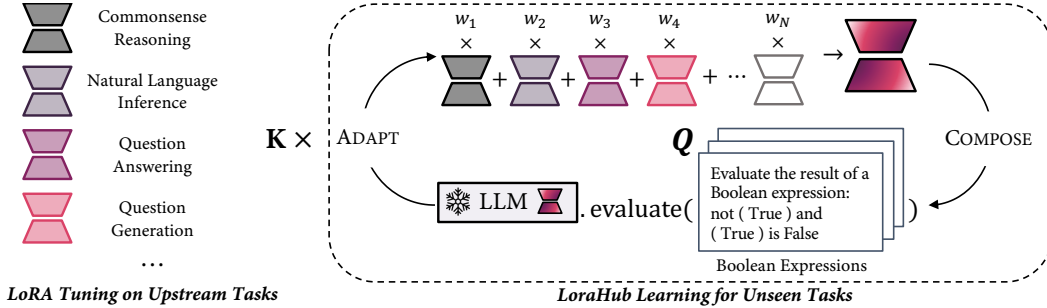 Commonsense
Reasoning
Natural Language
Inference
Question
Answering
Question
Generation
...
LoRA Tuning on Upstream Tasks
w1 w2 w3 w4 wN
× × × × ×
+ + + + ... →
K × ADAPT
COMPOSE
Q
Evaluate the result of a
Boolean expression:
not ( True ) and
( True ) is False
LLM .evaluate( )
Boolean Expressions
LoraHub Learning for Unseen Tasks